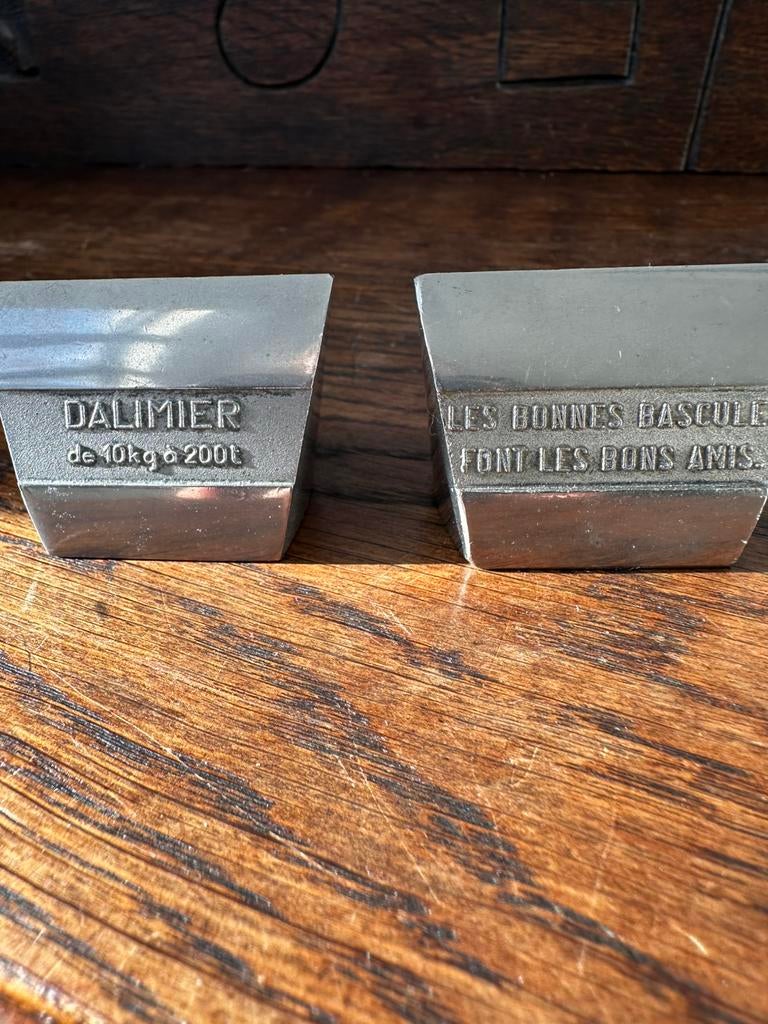 DALIMIER
de 10kg à 200t
LES BONNES BASCULE
FONT LES BONS AMIS.